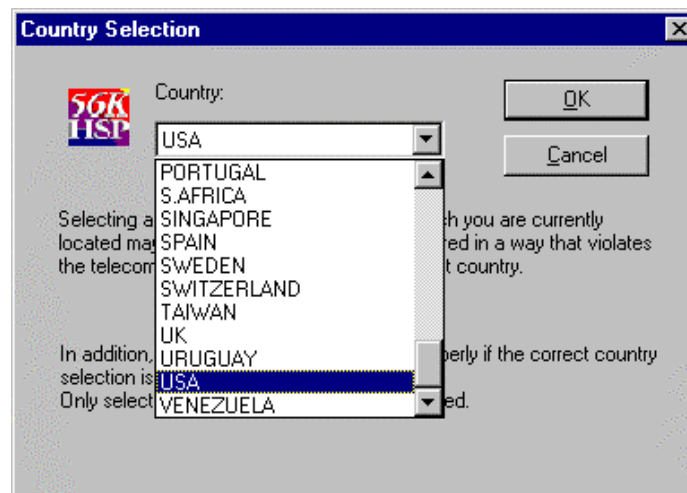 Country Selection
56K
HSP
Country:
USA
OK
Cancel
PORTUGAL
S.AFRICA
SINGAPORE
SPAIN
SWEDEN
SWITZERLAND
TAIWAN
UK
URUGUAY
USA
VENEZUELA
Selecting a h you are currently
located may red in a way that violates
the telecom t country.
In addition, erly if the correct country
selection is
Only select ed.